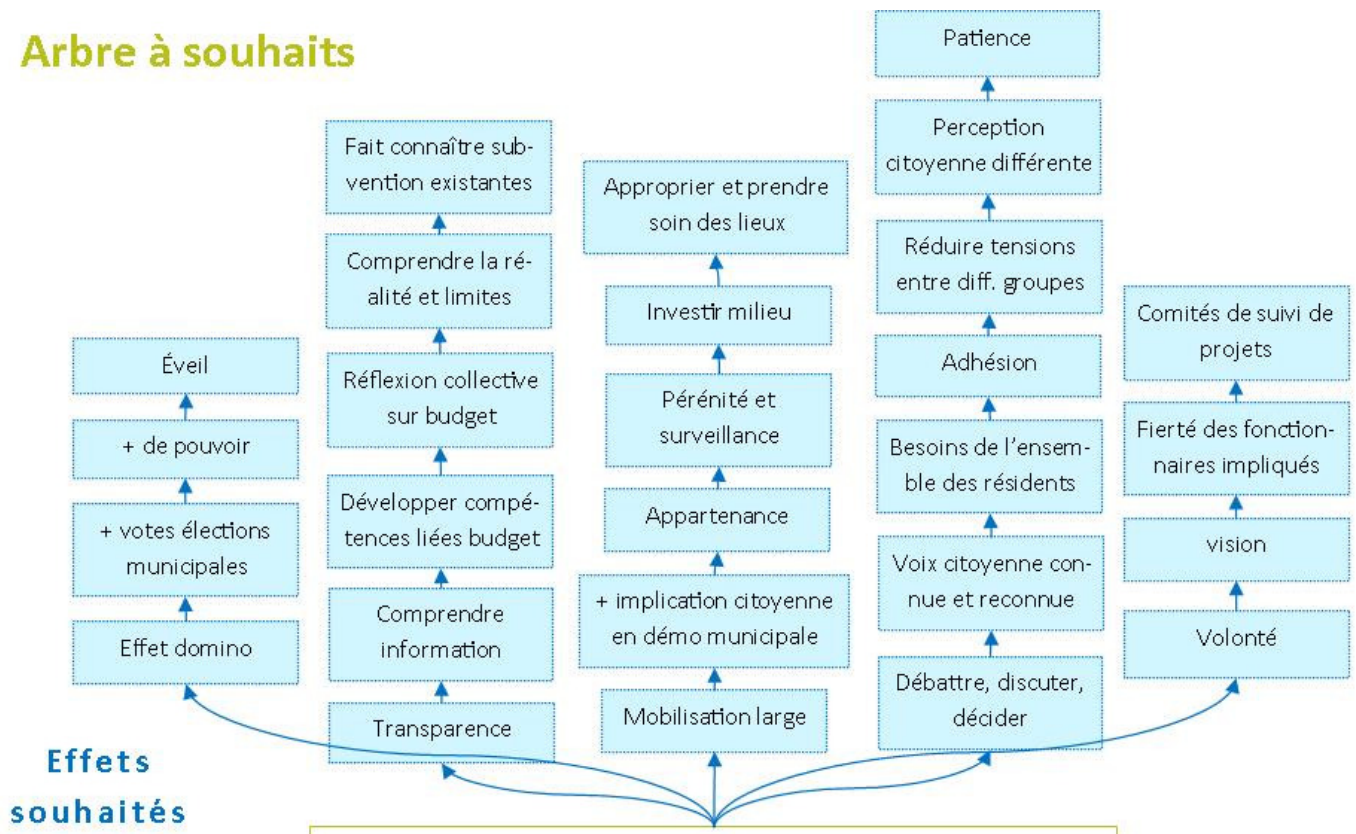 Arbre à souhaits
Éveil
+ de pouvoir
+ votes élections
municipales
Effet domino
Fait connaître sub-
vention existantes
Comprendre la ré-
alité et limites
Réflexion collective
sur budget
Développer compé-
tences liées budget
Comprendre
information
Transparence
Approprier et prendre
soin des lieux
Investir milieu
Pérénité et
surveillance
Appartenance
+ implication citoyenne
en démo municipale
Mobilisation large
Patience
Perception
citoyenne différente
Réduire tensions
entre diff. groupes
Adhésion
Besoins de l'ensem-
ble des résidents
Voix citoyenne con-
nue et reconnue
Débattre, discuter,
décider
Comités de suivi de
projets
Fierté des fonction-
naires impliqués
vision
Volonté
Effets
souhaités